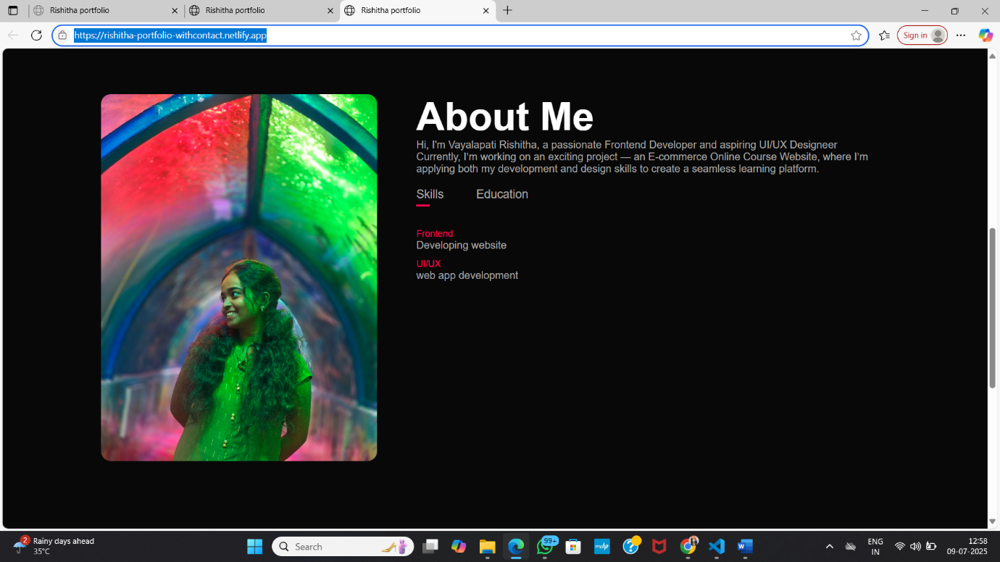 Rishitha portfolio
Rishitha portfolio
Rishitha portfolio
https://rishitha-portfolio-withcontact.netlify.app
Sign in
About Me
Hi, I'm Vayalapati Rishitha, a passionate Frontend Developer and aspiring UI/UX Designeer
Currently, I'm working on an exciting project — an E-commerce Online Course Website, where I'm
applying both my development and design skills to create a seamless learning platform.
Skills Education
Frontend
Developing website
UI/UX
web app development
2
Rainy days ahead
35°C
Search
99+
myhp
ENG
IN
12:58
09-07-2025